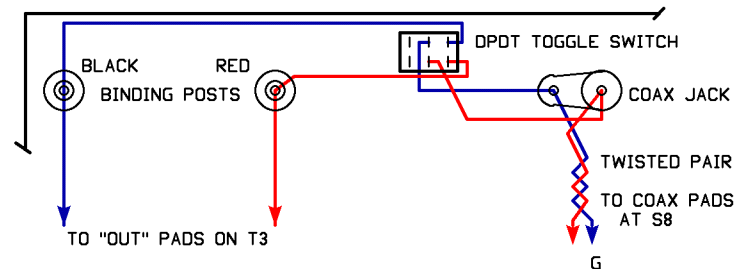 DPDT TOGGLE SWITCH
BLACK
RED
BINDING POSTS
COAX JACK
TWISTED PAIR
TO COAX PADS
AT S8
TO "OUT" PADS ON T3
G